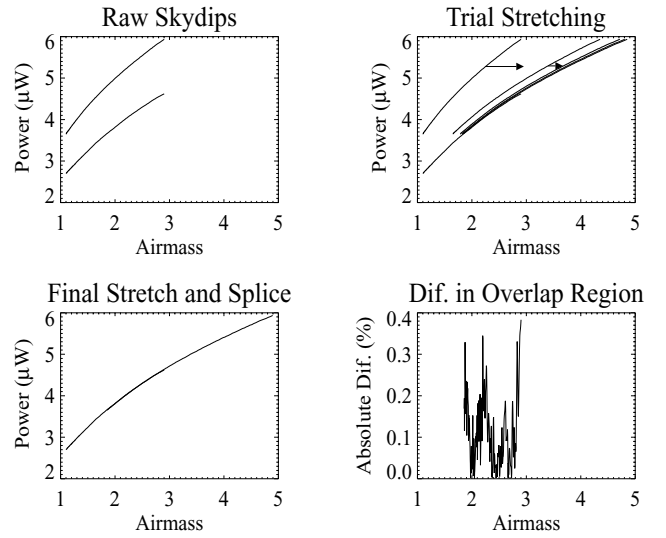 Raw Skydips
Power (µW)
6
5
4
3
2
1 2 3 4 5
Airmass
Trial Stretching
Power (µW)
6
5
4
3
2
1 2 3 4 5
Airmass
Final Stretch and Splice
Power (µW)
6
5
4
3
2
1 2 3 4 5
Airmass
Dif. in Overlap Region
Absolute Dif. (%)
0.4
0.3
0.2
0.1
0.0
1 2 3 4 5
Airmass